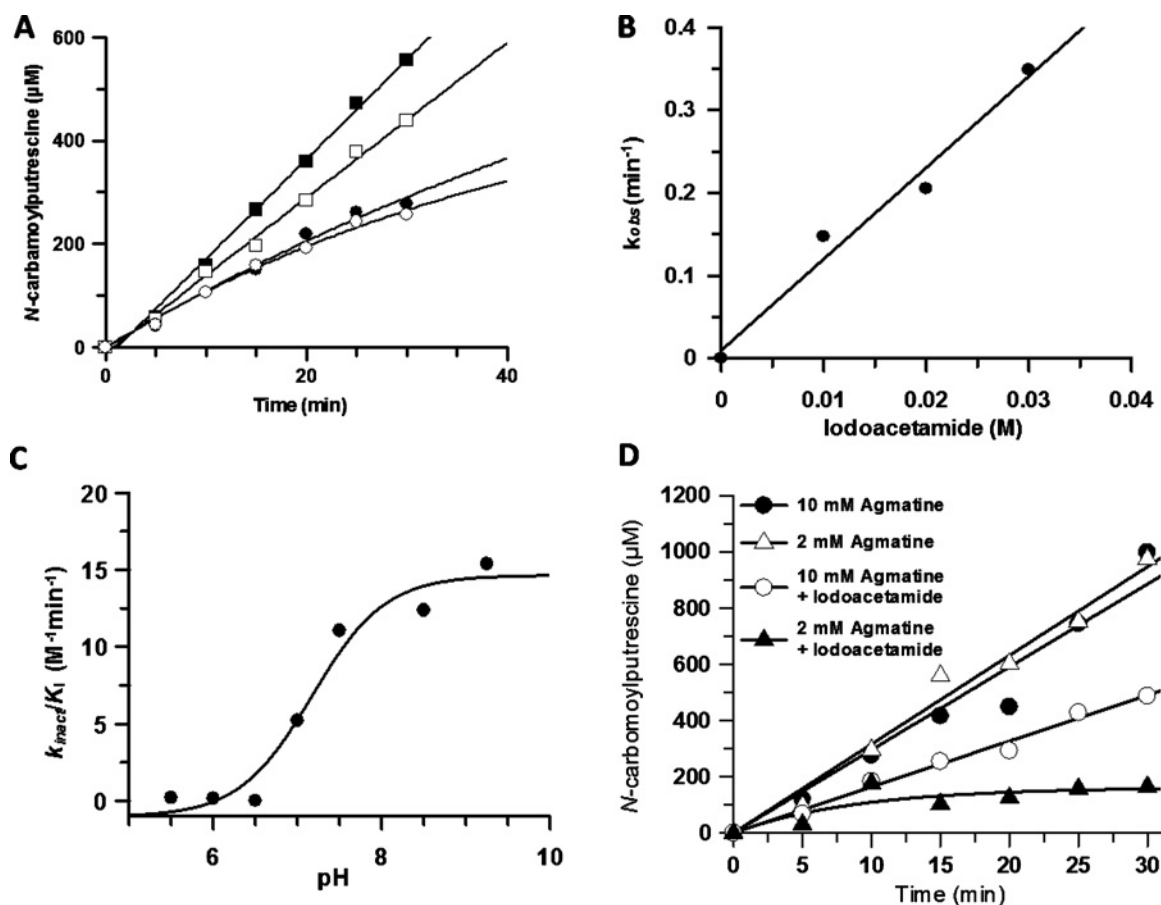 A
600
400
200
0
N-carbamoylputrescine (µM)
0
20
40
Time (min)
B
0.4
0.3
0.2
0.1
0
kobs (min-1)
0
0.01
0.02
0.03
0.04
Iodoacetamide (M)
C
20
15
10
5
0
kinact/KI (M-1min-1)
6
8
10
pH
D
1200
1000
800
600
400
200
0
N-carbomoylputrescine (µM)
10 mM Agmatine
2 mM Agmatine
10 mM Agmatine
+ Iodoacetamide
2 mM Agmatine
+ Iodoacetamide
0
5
10
15
20
25
30
Time (min)